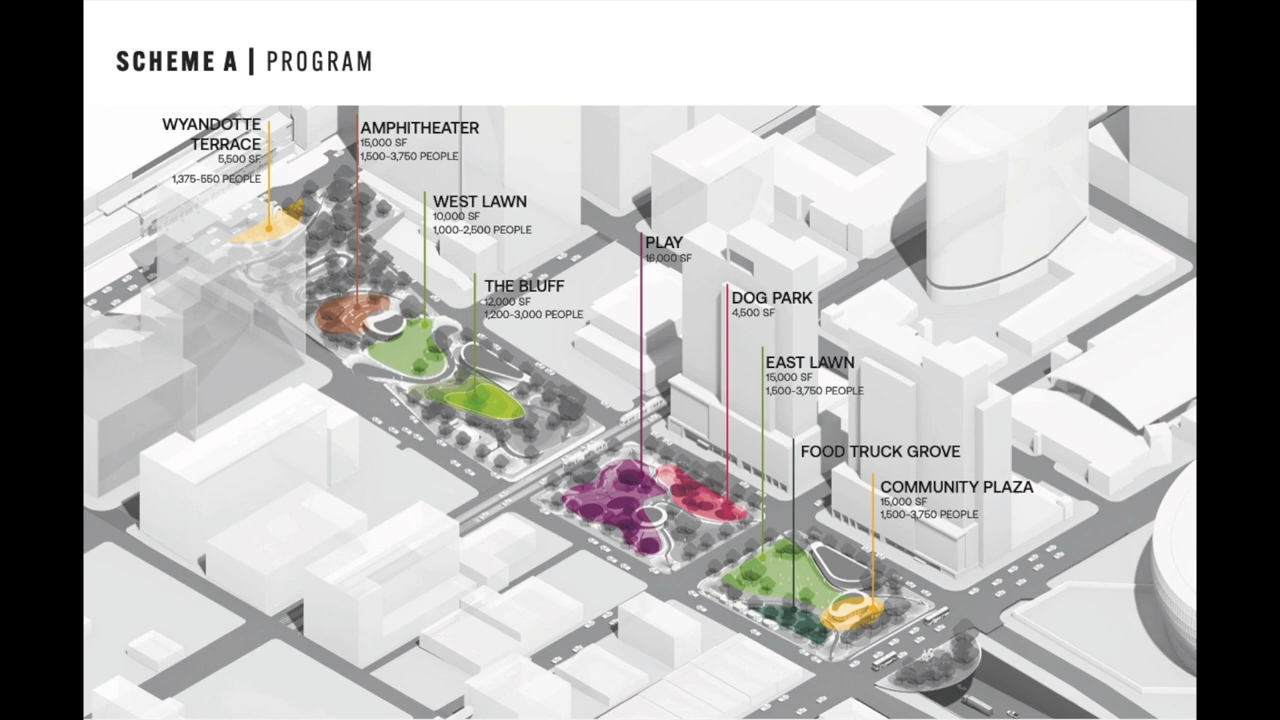 SCHEME A | PROGRAM
WYANDOTTE
TERRACE
5,500 SF
1,375-550 PEOPLE
AMPHITHEATER
15,000 SF
1,500-3,750 PEOPLE
WEST LAWN
10,000 SF
1,000-2,500 PEOPLE
THE BLUFF
12,000 SF
1,200-3,000 PEOPLE
PLAY
16,000 SF
DOG PARK
4,500 SF
EAST LAWN
15,000 SF
1,500-3,750 PEOPLE
FOOD TRUCK GROVE
COMMUNITY PLAZA
15,000 SF
1,500-3,750 PEOPLE